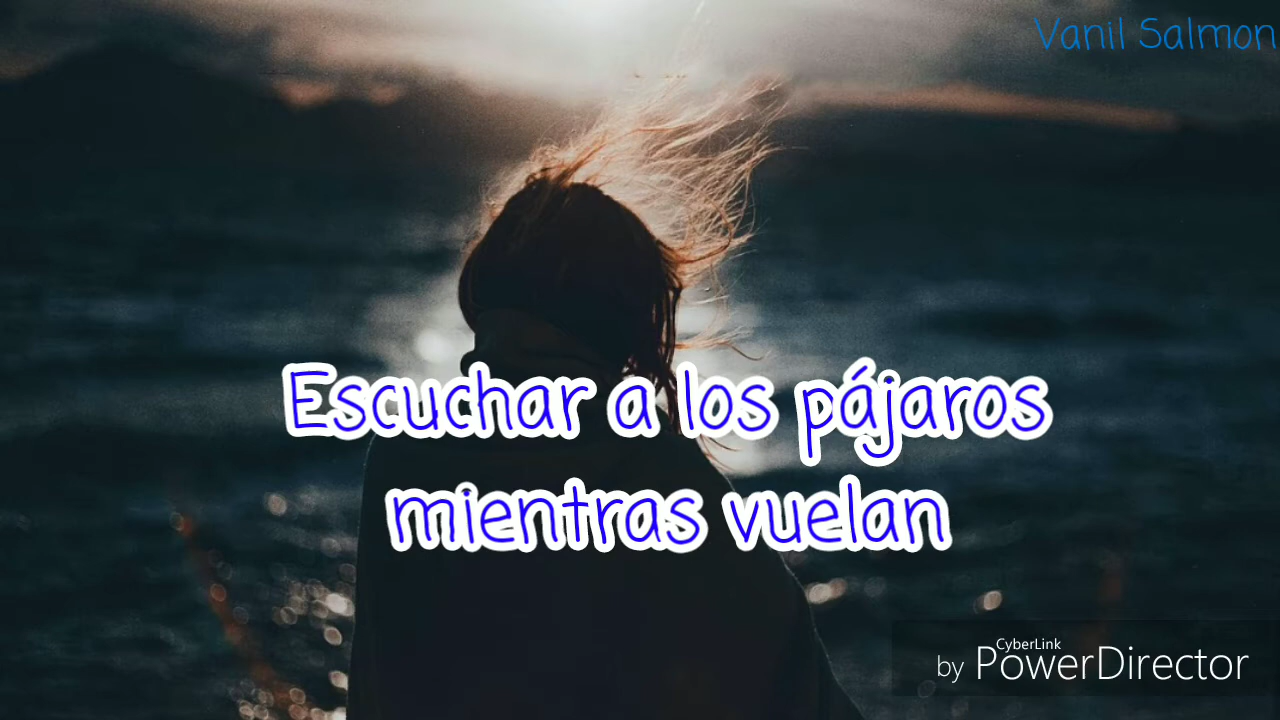 Vanil Salmon
Escuchar a los pájaros
mientras vuelan
CyberLink
by PowerDirector